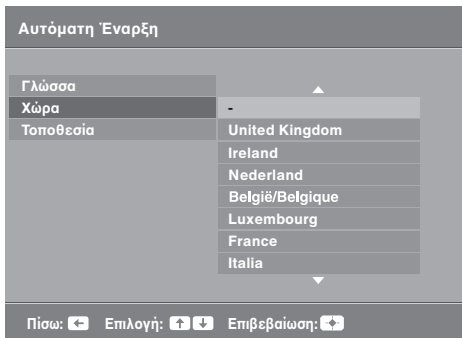 Αυτόματη Έναρξη
Γλώσσα
Χώρα
Τοποθεσία
-
United Kingdom
Ireland
Nederland
België/Belgique
Luxembourg
France
Italia
Πίσω: Επιλογή: Επιβεβαίωση: